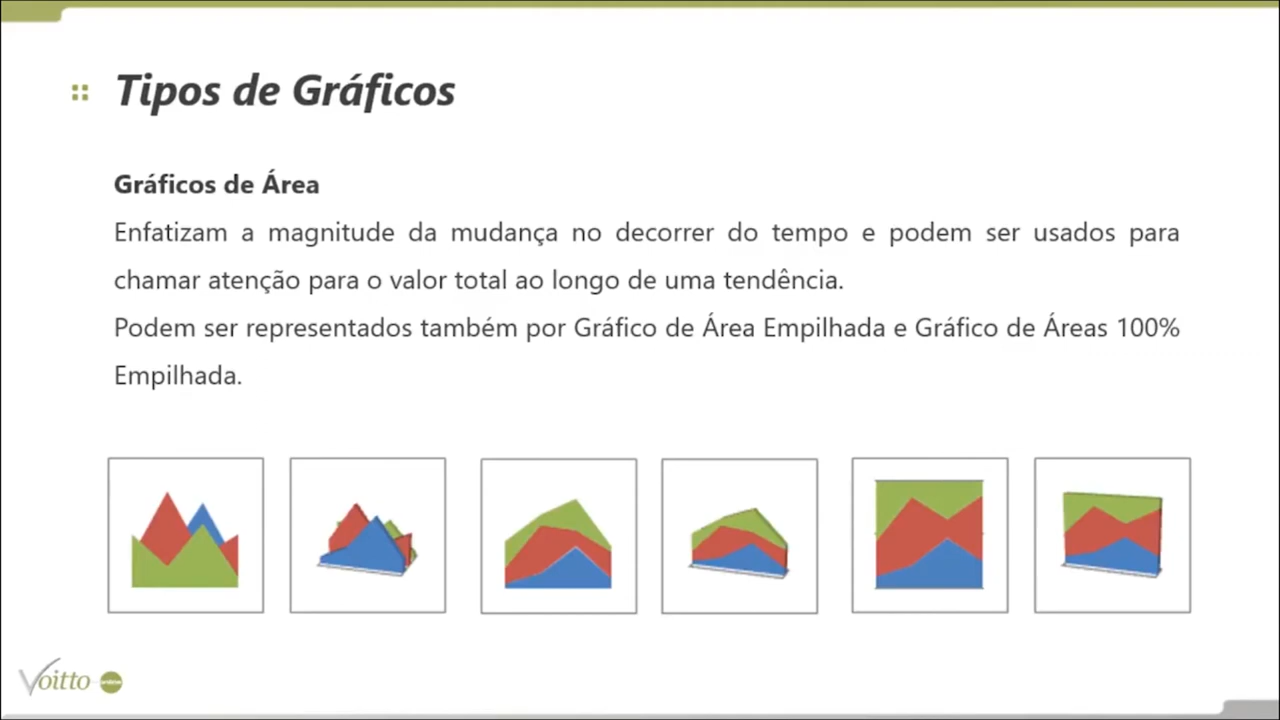 Tipos de Gráficos
Gráficos de Área
Enfatizam a magnitude da mudança no decorrer do tempo e podem ser usados para
chamar atenção para o valor total ao longo de uma tendência.
Podem ser representados também por Gráfico de Área Empilhada e Gráfico de Áreas 100%
Empilhada.
Voitto